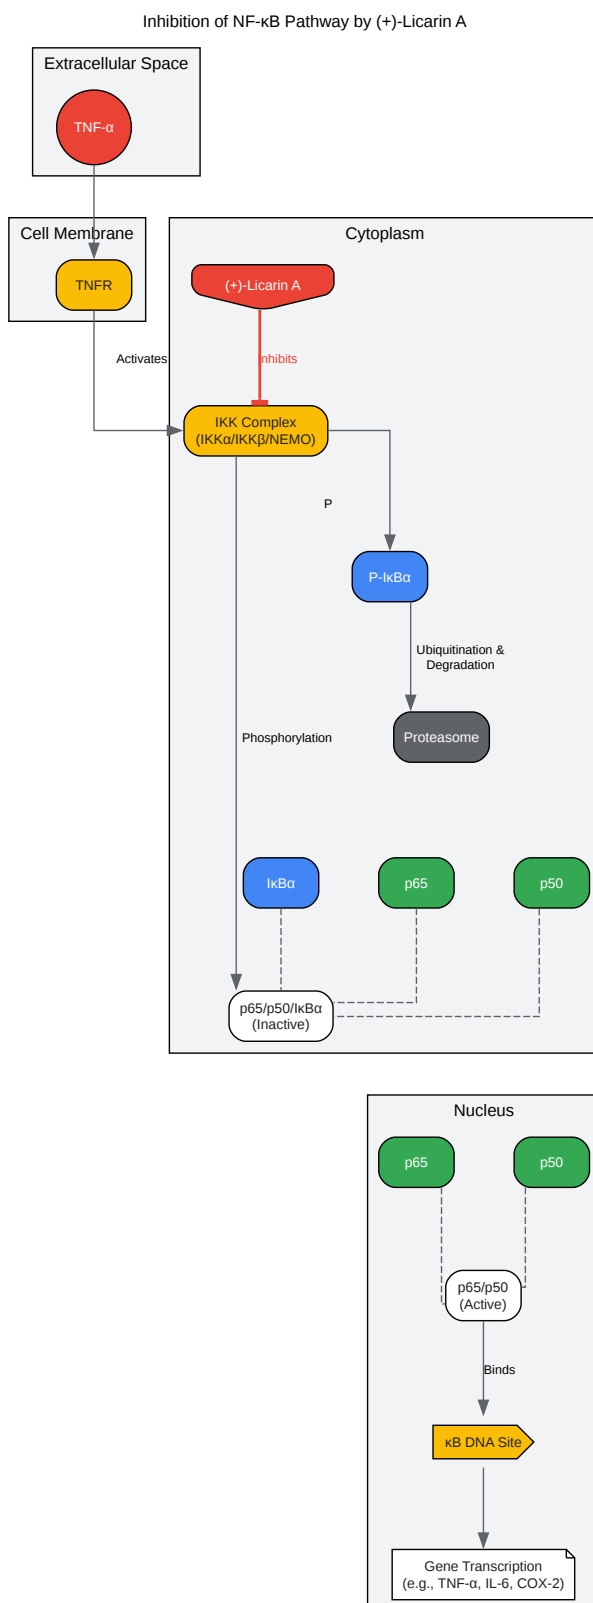 Inhibition of NF-κB Pathway by (+)-Licarin A
Extracellular Space
TNF-α
Cell Membrane
TNFR
Cytoplasm
(+)-Licarin A
Activates
Inhibits
IKK Complex
(IKKα/IKKβ/NEMO)
P
P-IκBα
Ubiquitination &
Degradation
Proteasome
Phosphorylation
IκBα
p65
p50
p65/p50/IκBα
(Inactive)
Nucleus
p65
p50
p65/p50
(Active)
Binds
κB DNA Site
Gene Transcription
(e.g., TNF-α, IL-6, COX-2)